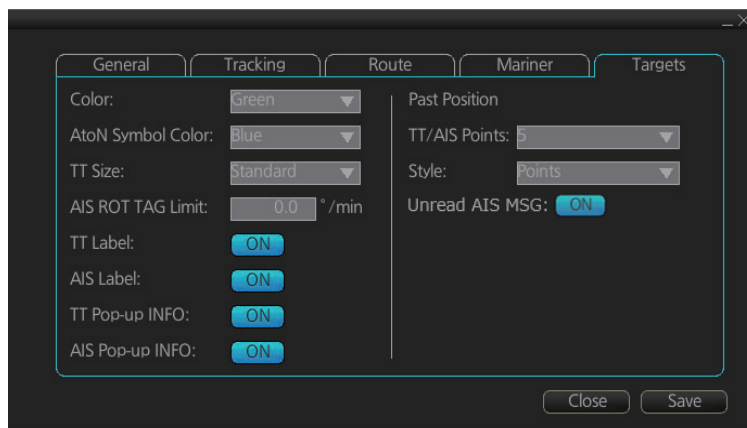 General Tracking Route Mariner Targets
Color: Green
AtoN Symbol Color: Blue
TT Size: Standard
AIS ROT TAG Limit: 0.0 °/min
TT Label: ON
AIS Label: ON
TT Pop-up INFO: ON
AIS Pop-up INFO: ON
Past Position
TT/AIS Points: 5
Style: Points
Unread AIS MSG: ON
Close Save